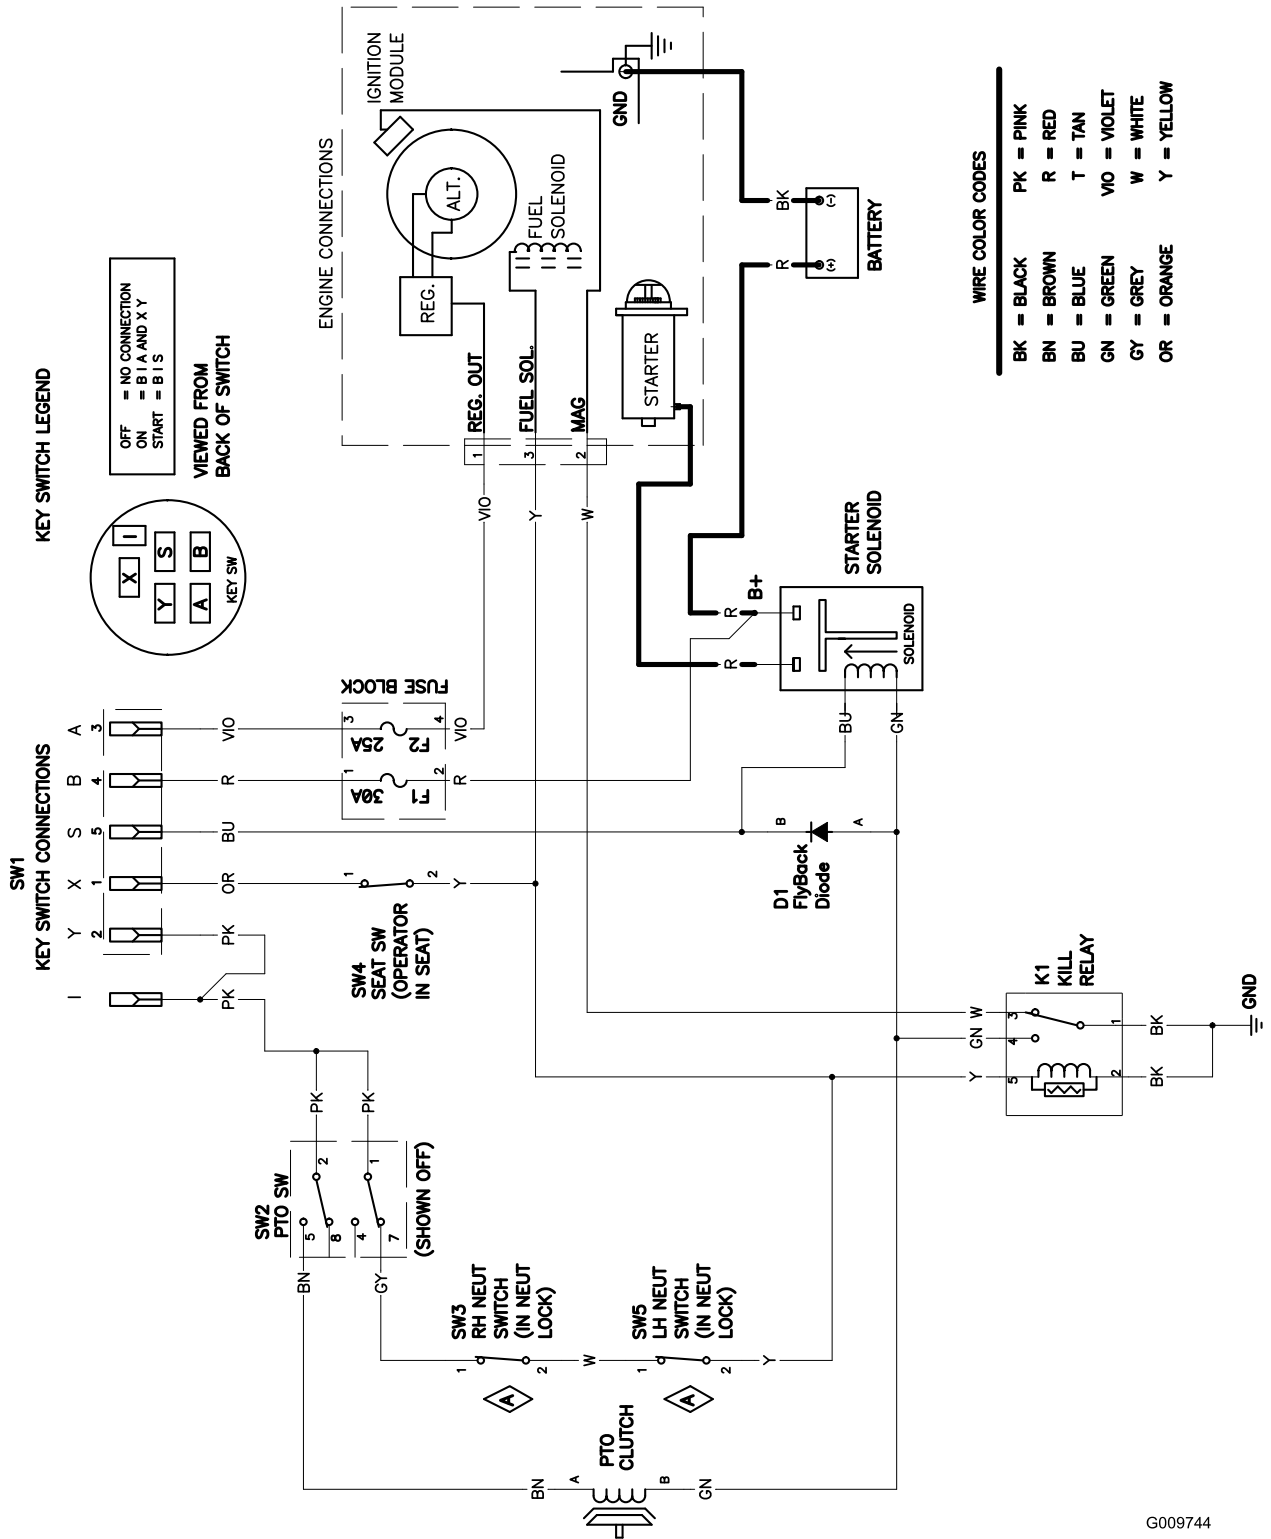 KEY SWITCH LEGEND
OFF = NO CONNECTION
ON = B I A AND X Y
START = B I S
VIEWED FROM
BACK OF SWITCH
I
X
S
Y
B
A
KEY SW
SW1
KEY SWITCH CONNECTIONS
I
Y
X
S
B
A
2
1
5
4
3
PK
PK
OR
BU
R
VIO
FUSE BLOCK
1
3
30A
25A
F1
F2
2
4
R
VIO
SW4
SEAT SW
(OPERATOR
IN SEAT)
1
2
Y
ENGINE CONNECTIONS
IGNITION
MODULE
ALT.
REG.
FUEL
SOLENOID
STARTER
GND
REG. OUT
FUEL SOL.
MAG
1
3
2
VIO
Y
W
BATTERY
(+)
(-)
R
BK
STARTER
SOLENOID
B+
R
R
SOLENOID
BU
GN
D1
FlyBack
Diode
B
A
K1
KILL
RELAY
W
GN
Y
3
4
5
1
2
BK
BK
GND
SW2
PTO SW
(SHOWN OFF)
PK
PK
2
1
5
8
4
7
BN
GY
SW3
RH NEUT
SWITCH
(IN NEUT
LOCK)
1
2
A
W
SW5
LH NEUT
SWITCH
(IN NEUT
LOCK)
1
2
A
Y
PTO
CLUTCH
BN
A
B
GN
WIRE COLOR CODES
BK = BLACK PK = PINK
BN = BROWN R = RED
BU = BLUE T = TAN
GN = GREEN VIO = VIOLET
GY = GREY W = WHITE
OR = ORANGE Y = YELLOW
G009744